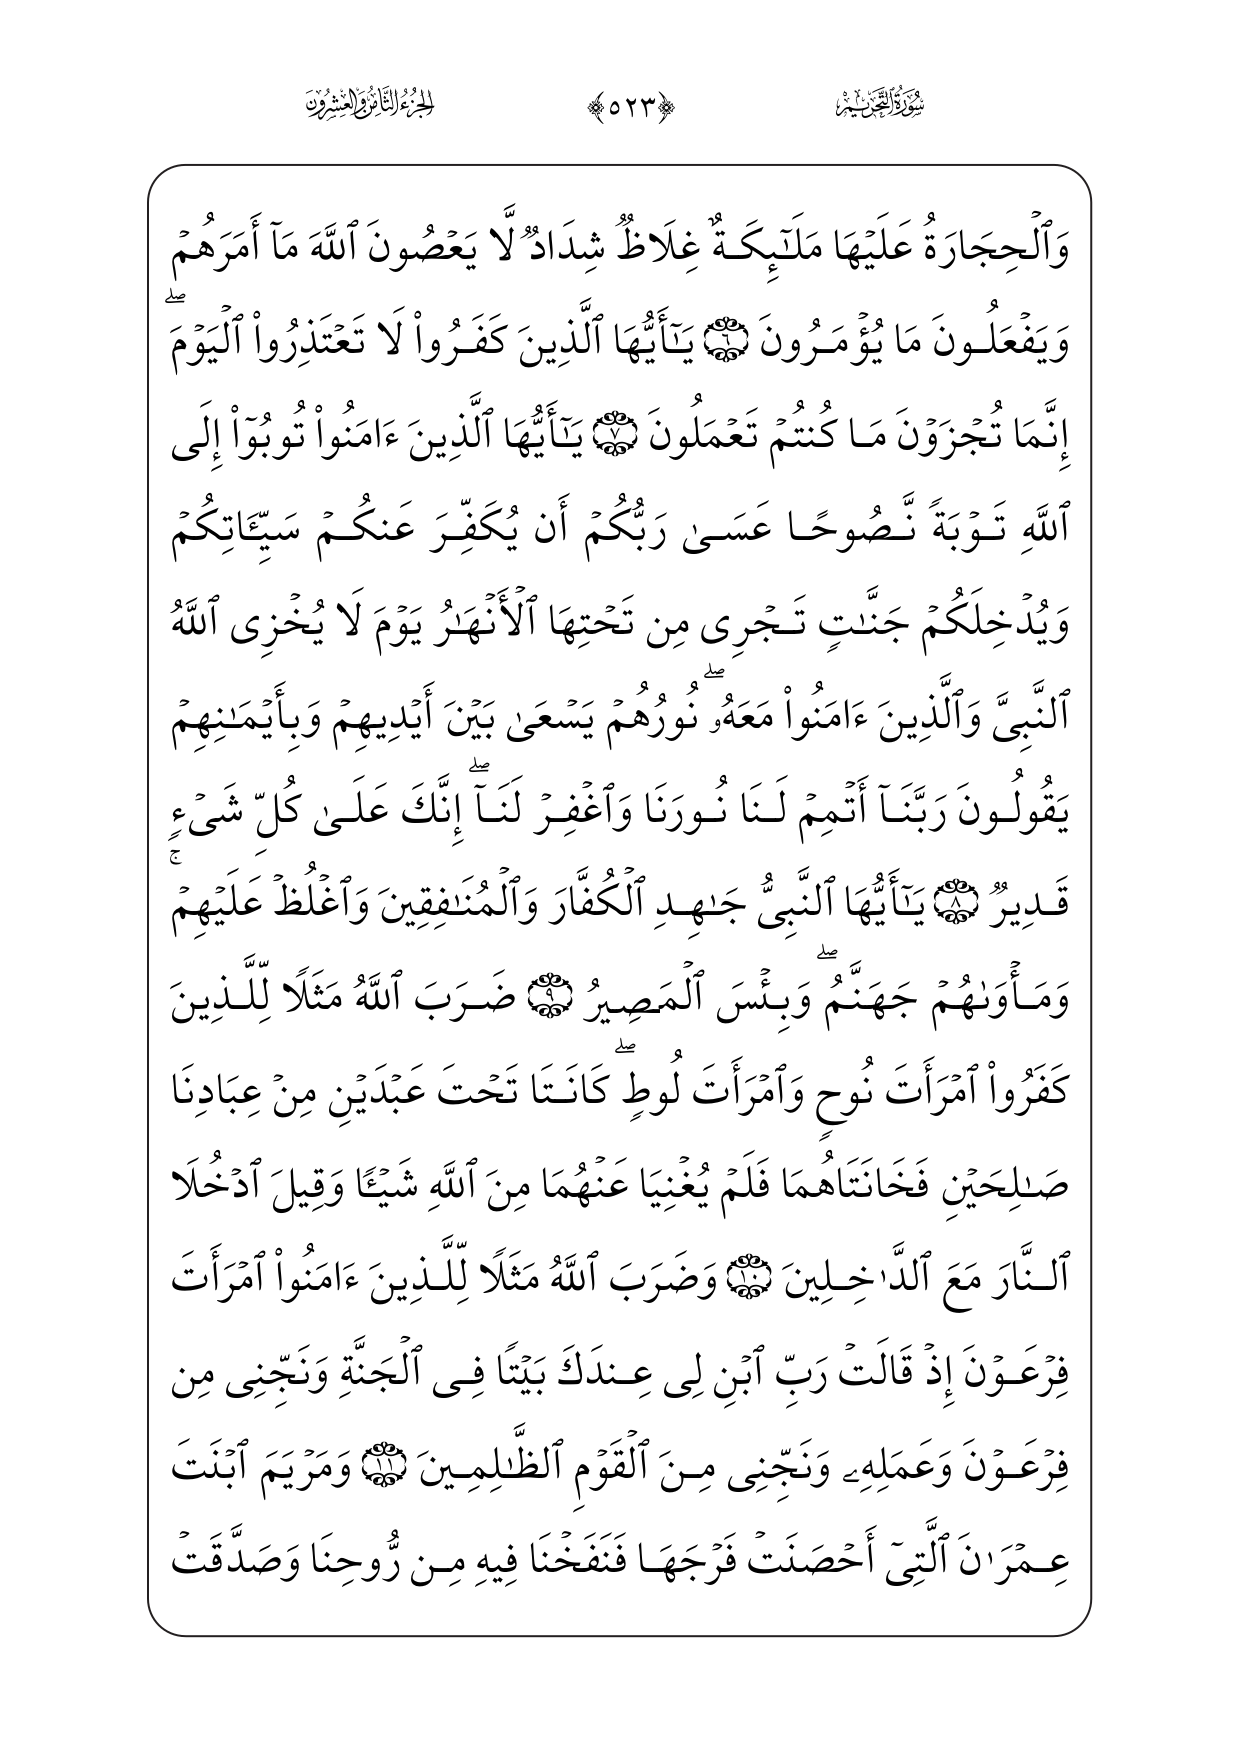 سُورَةُ التَّحۡرِيمِ ﴿٥٢٣﴾ الجُزۡءُ الثَّامِنُ وَالعِشۡرُونَ
وَٱلۡحِجَارَةُ عَلَيۡهَا مَلَـٰٓئِكَةٌ غِلَاظٞ شِدَادٞ لَّا يَعۡصُونَ ٱللَّهَ مَآ أَمَرَهُمۡ
وَيَفۡعَلُونَ مَا يُؤۡمَرُونَ ٦ يَـٰٓأَيُّهَا ٱلَّذِينَ كَفَرُواْ لَا تَعۡتَذِرُواْ ٱلۡيَوۡمَۖ
إِنَّمَا تُجۡزَوۡنَ مَا كُنتُمۡ تَعۡمَلُونَ ٧ يَـٰٓأَيُّهَا ٱلَّذِينَ ءَامَنُواْ تُوبُوٓاْ إِلَى
ٱللَّهِ تَوۡبَةٗ نَّصُوحًا عَسَىٰ رَبُّكُمۡ أَن يُكَفِّرَ عَنكُمۡ سَيِّـَٔاتِكُمۡ
وَيُدۡخِلَكُمۡ جَنَّـٰتٖ تَجۡرِى مِن تَحۡتِهَا ٱلۡأَنۡهَـٰرُ يَوۡمَ لَا يُخۡزِى ٱللَّهُ
ٱلنَّبِىَّ وَٱلَّذِينَ ءَامَنُواْ مَعَهُۥۖ نُورُهُمۡ يَسۡعَىٰ بَيۡنَ أَيۡدِيهِمۡ وَبِأَيۡمَـٰنِهِمۡ
يَقُولُونَ رَبَّنَآ أَتۡمِمۡ لَنَا نُورَنَا وَٱغۡفِرۡ لَنَآۖ إِنَّكَ عَلَىٰ كُلِّ شَىۡءٖ
قَدِيرٞ ٨ يَـٰٓأَيُّهَا ٱلنَّبِىُّ جَـٰهِدِ ٱلۡكُفَّارَ وَٱلۡمُنَـٰفِقِينَ وَٱغۡلُظۡ عَلَيۡهِمۡۚ
وَمَأۡوَىٰهُمۡ جَهَنَّمُۖ وَبِئۡسَ ٱلۡمَصِيرُ ٩ ضَرَبَ ٱللَّهُ مَثَلٗا لِّلَّذِينَ
كَفَرُواْ ٱمۡرَأَتَ نُوحٖ وَٱمۡرَأَتَ لُوطٖۖ كَانَتَا تَحۡتَ عَبۡدَيۡنِ مِنۡ عِبَادِنَا
صَـٰلِحَيۡنِ فَخَانَتَاهُمَا فَلَمۡ يُغۡنِيَا عَنۡهُمَا مِنَ ٱللَّهِ شَيۡـٔٗا وَقِيلَ ٱدۡخُلَا
ٱلنَّارَ مَعَ ٱلدَّٰخِلِينَ ١٠ وَضَرَبَ ٱللَّهُ مَثَلٗا لِّلَّذِينَ ءَامَنُواْ ٱمۡرَأَتَ
فِرۡعَوۡنَ إِذۡ قَالَتۡ رَبِّ ٱبۡنِ لِى عِندَكَ بَيۡتٗا فِى ٱلۡجَنَّةِ وَنَجِّنِى مِن
فِرۡعَوۡنَ وَعَمَلِهِۦ وَنَجِّنِى مِنَ ٱلۡقَوۡمِ ٱلظَّـٰلِمِينَ ١١ وَمَرۡيَمَ ٱبۡنَتَ
عِمۡرَٰنَ ٱلَّتِىٓ أَحۡصَنَتۡ فَرۡجَهَا فَنَفَخۡنَا فِيهِ مِن رُّوحِنَا وَصَدَّقَتۡ